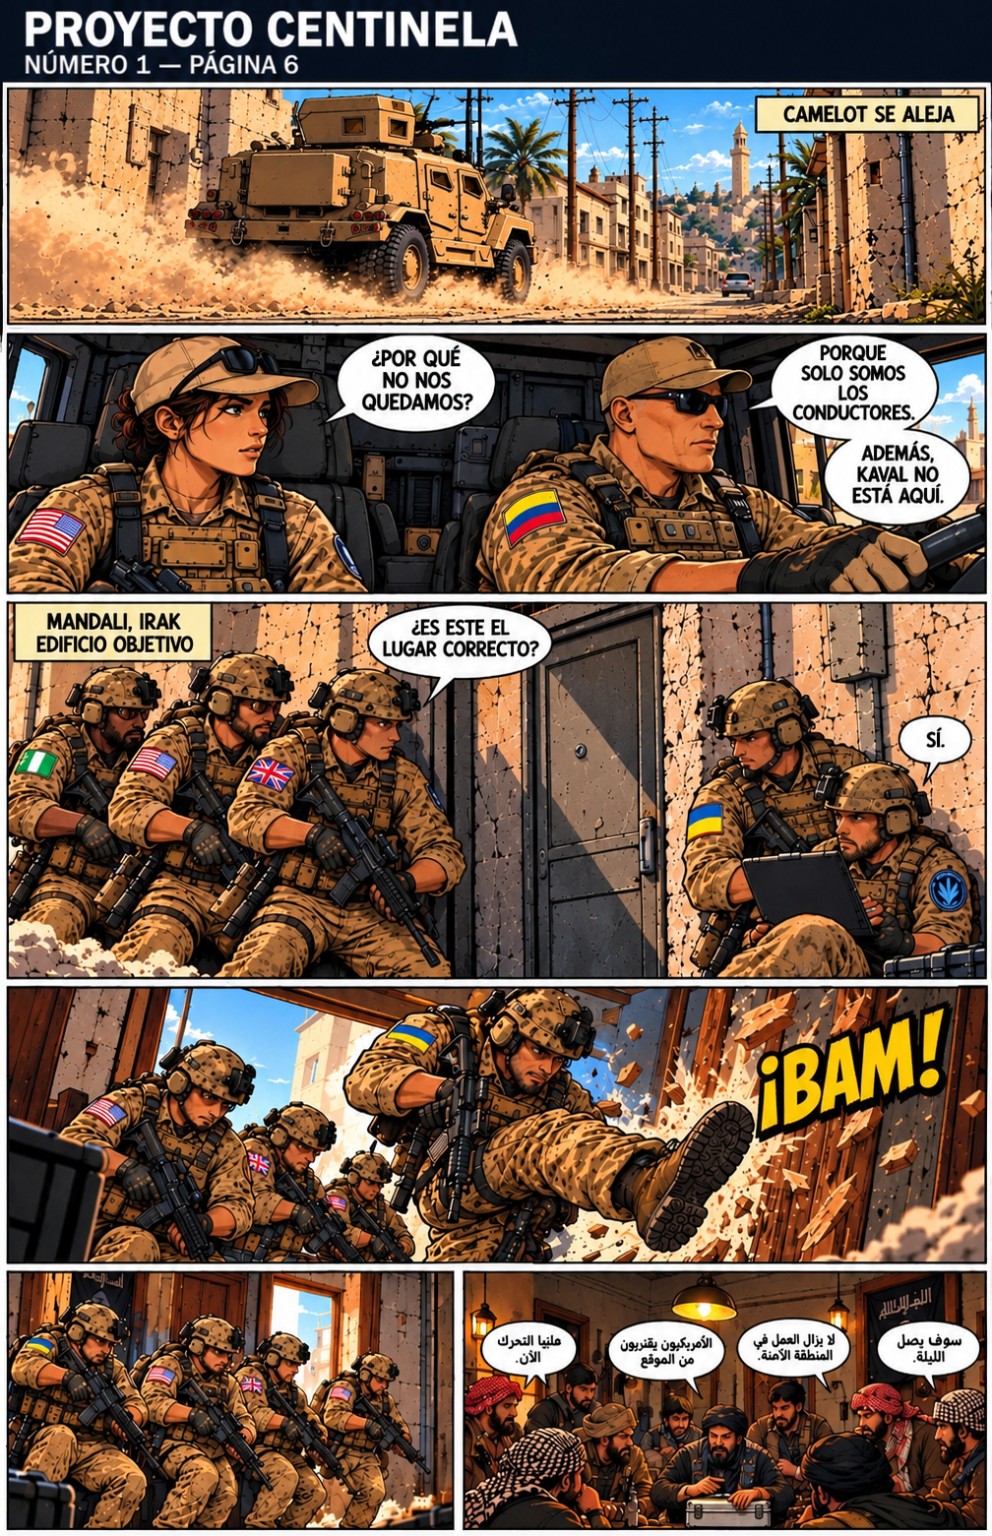 PROYECTO CENTINELA
NÚMERO 1 — PÁGINA 6
CAMELOT SE ALEJA
¿POR QUÉ
NO NOS
QUEDAMOS?
PORQUE
SOLO SOMOS
LOS
CONDUCTORES.
ADEMÁS,
KAVAL NO
ESTÁ AQUÍ.
MANDALI, IRAK
EDIFICIO OBJETIVO
¿ES ESTE EL
LUGAR CORRECTO?
SÍ.
¡BAM!
سوف يصل
الليلة.
لا يزال العمل في
المنطقة الآمنة.
الأمريكيون يقتربون
من الموقع
التحرك
الآن.